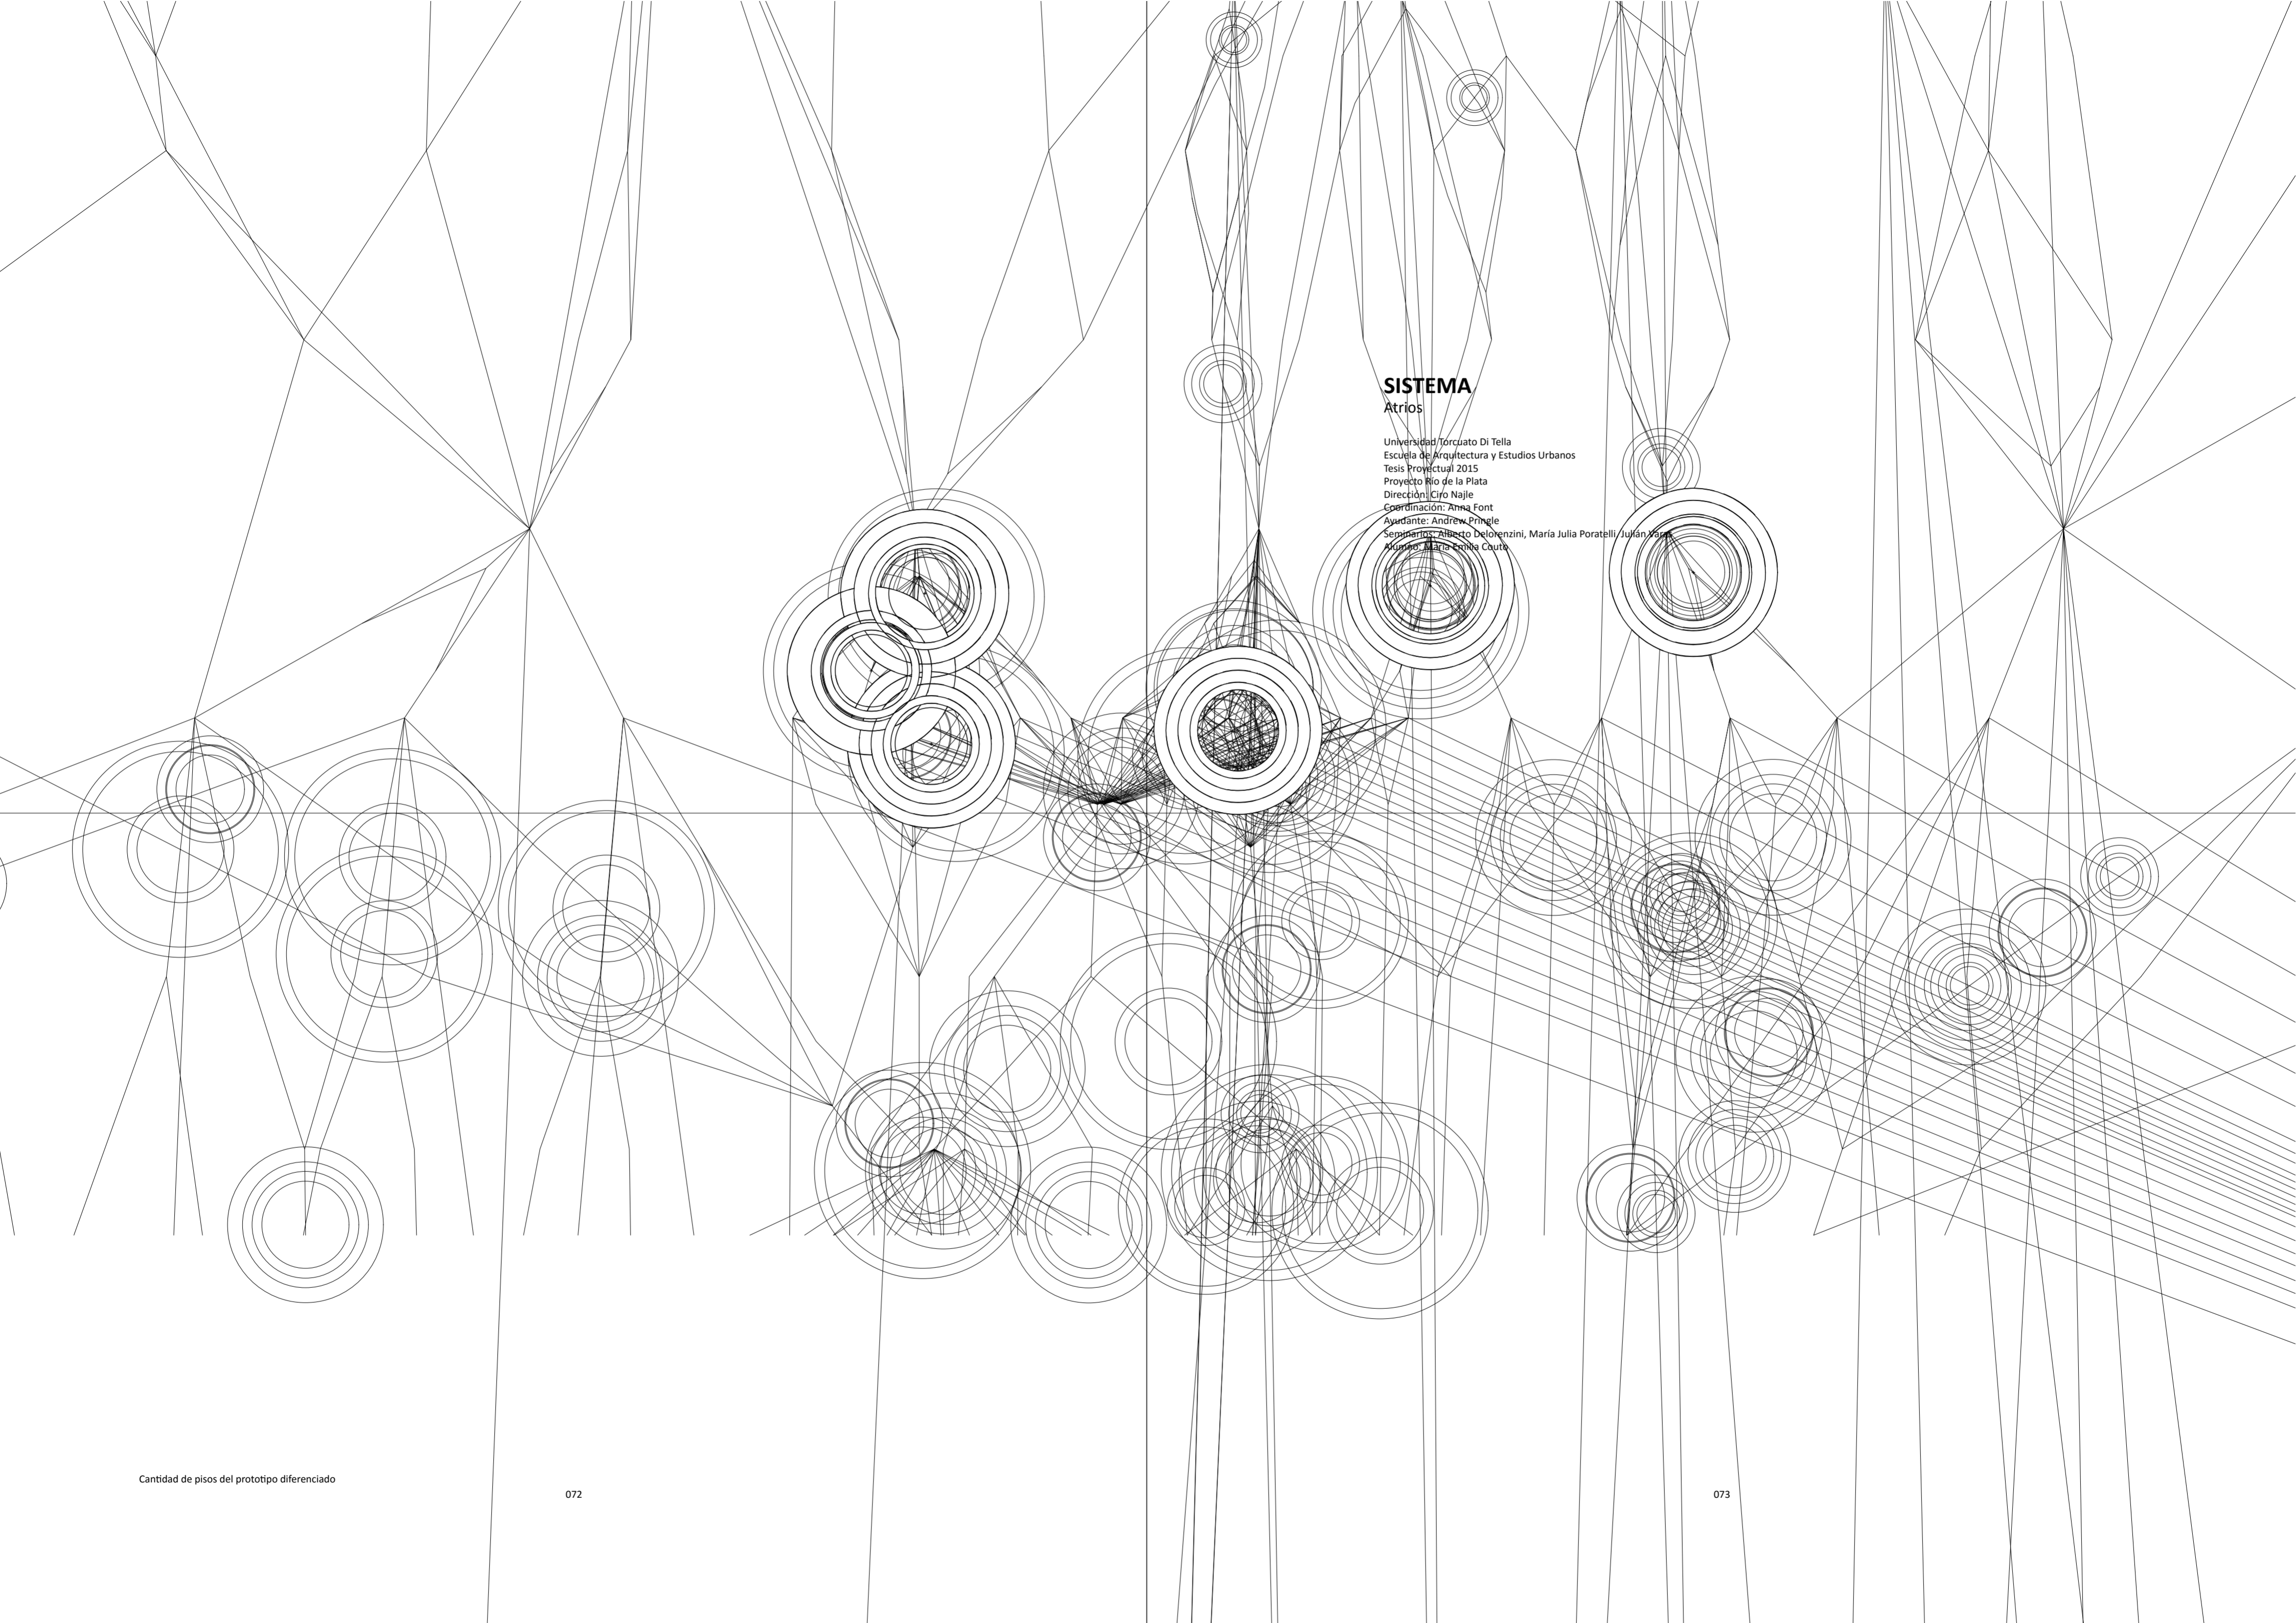 SISTEMA
Atrios
Universidad Torcuato Di Tella
Escuela de Arquitectura y Estudios Urbanos
Tesis Proyectual 2015
Proyecto Río de la Plata
Dirección: Ciro Najle
Coordinación: Anna Font
Ayudante: Andrew Pringle
Seminarios: Alberto Delorenzini, María Julia Poratelli, Julián Varas
Alumno: María Emilia Couto
Cantidad de pisos del prototipo diferenciado
072
073